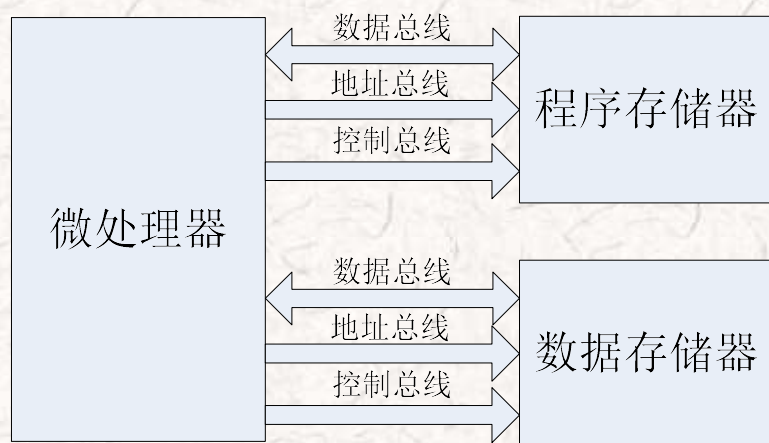 微处理器
数据总线
地址总线
控制总线
程序存储器
数据总线
地址总线
控制总线
数据存储器